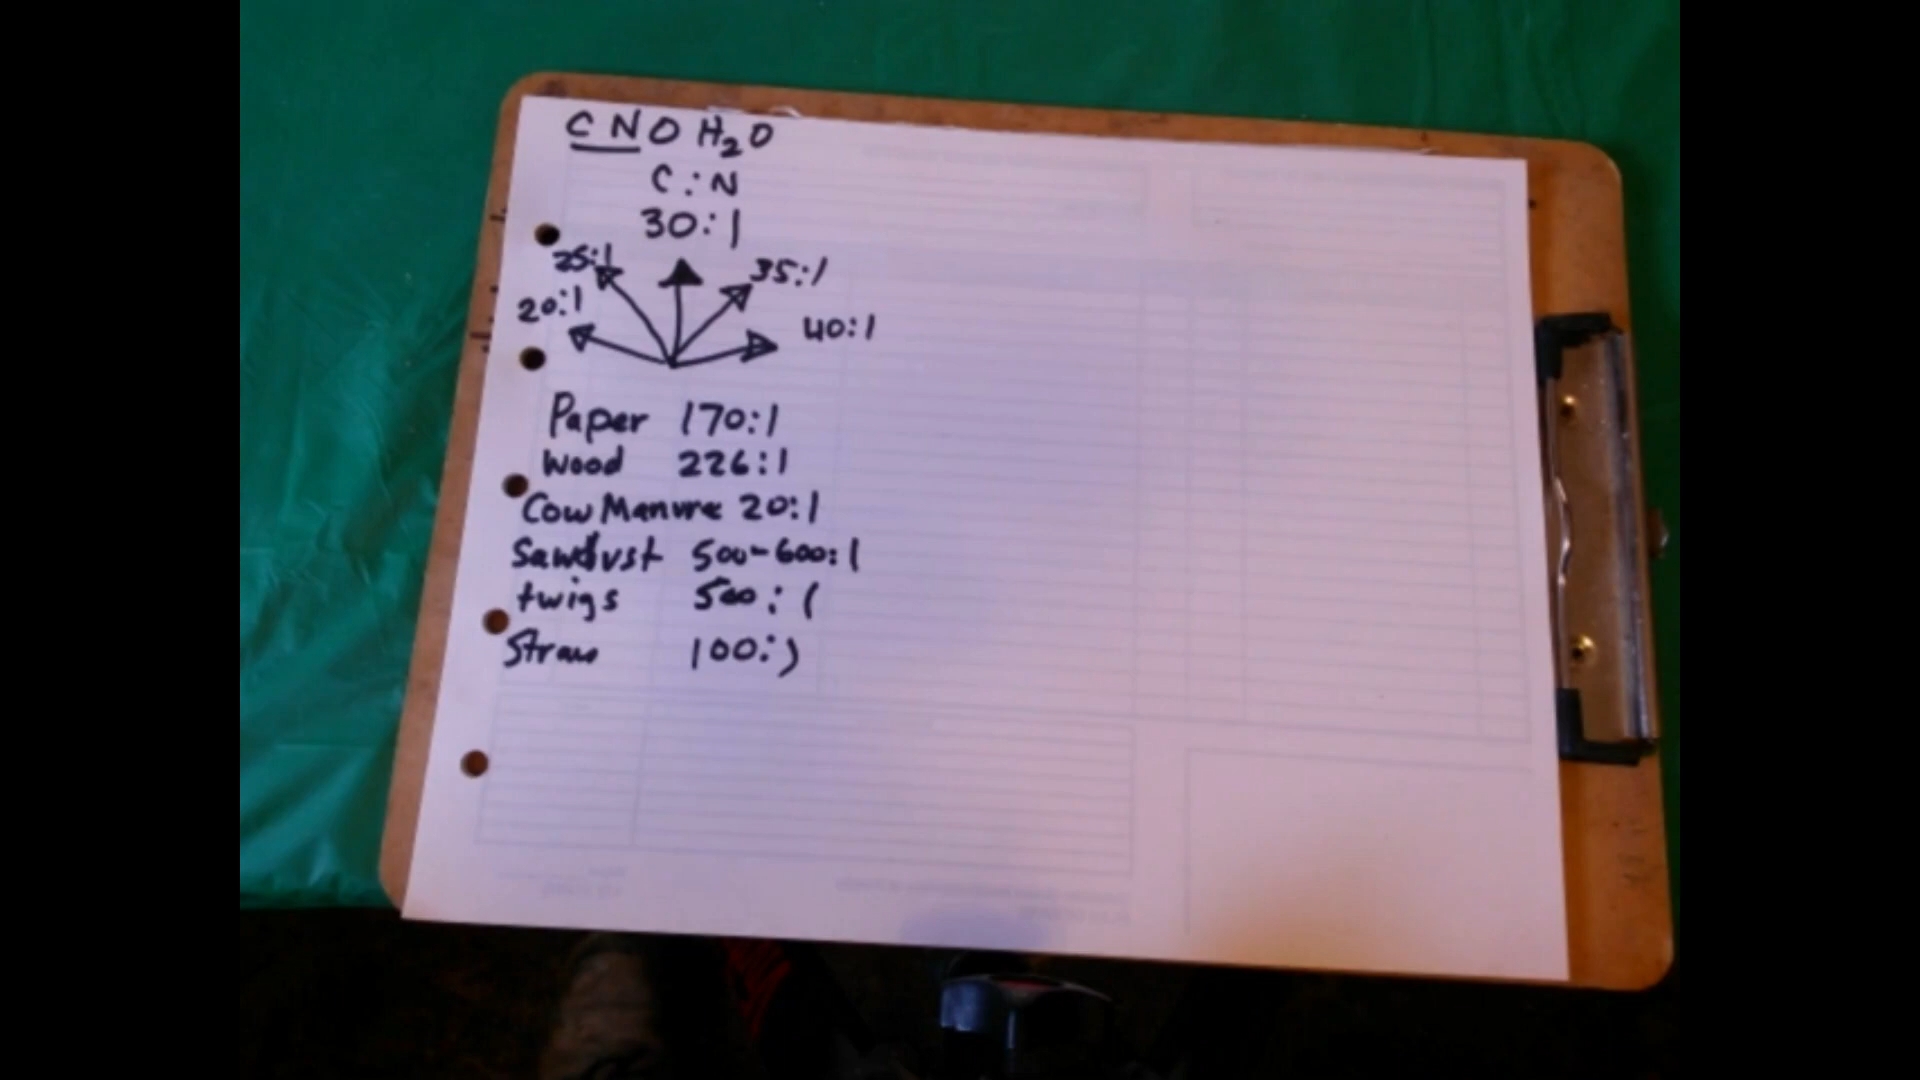 C N O H₂O
C:N
30:1
25:1
35:1
20:1
40:1
Paper 170:1
Wood 226:1
Cow Manure 20:1
Sawdust 500-600:1
twigs 500:1
Straw 100:1